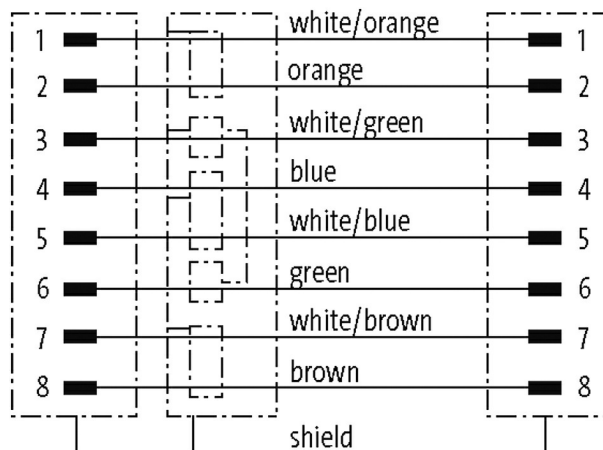 1 white/orange 1
2 orange 2
3 white/green 3
4 blue 4
5 white/blue 5
6 green 6
7 white/brown 7
8 brown 8
shield